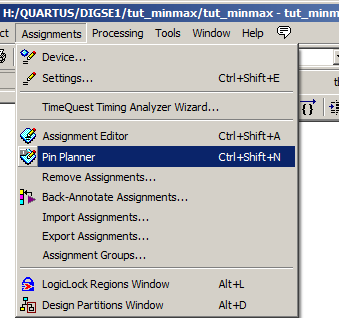 H:/QUARTUS/DIGSE1/tut_minmax/tut_minmax - tut_minm
ct Assignments Processing Tools Window Help
Device...
Settings... Ctrl+Shift+E
TimeQuest Timing Analyzer Wizard...
Assignment Editor Ctrl+Shift+A
Pin Planner Ctrl+Shift+N
Remove Assignments...
Back-Annotate Assignments...
Import Assignments...
Export Assignments...
Assignment Groups...
LogicLock Regions Window Alt+L
Design Partitions Window Alt+D